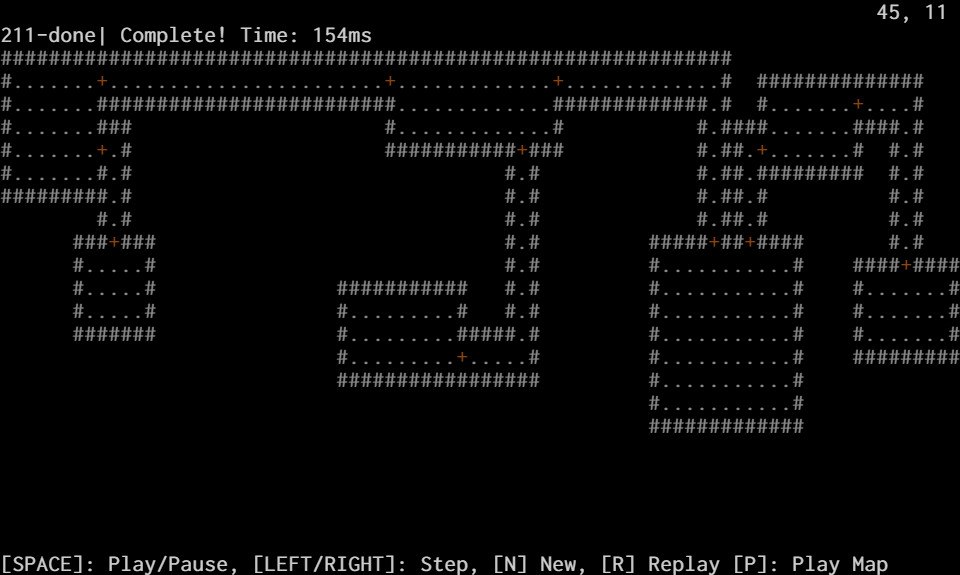 45, 11
211-done| Complete! Time: 154ms
#############################################################
#.......+.......................+.............+.............#  ##############
#.......#########################.............#############.#  #.......+....#
#.......###                     #.............#           #.####.......####.#
#.......+.#                     ###########+###           #.##.+.......#  #.#
#.......#.#                               #.#             #.##.#########  #.#
#########.#                               #.#             #.##.#          #.#
        #.#                               #.#             #.##.#          #.#
      ###+###                             #.#         #####+##+####       #.#
      #.....#                             #.#         #...........#    ####+####
      #.....#               ###########   #.#         #...........#    #.......#
      #.....#               #.........#   #.#         #...........#    #.......#
      #######               #.........#####.#         #...........#    #.......#
                            #.........+.....#         #...........#    #########
                            #################         #...........#
                                                      #...........#
                                                      #############
[SPACE]: Play/Pause, [LEFT/RIGHT]: Step, [N] New, [R] Replay [P]: Play Map